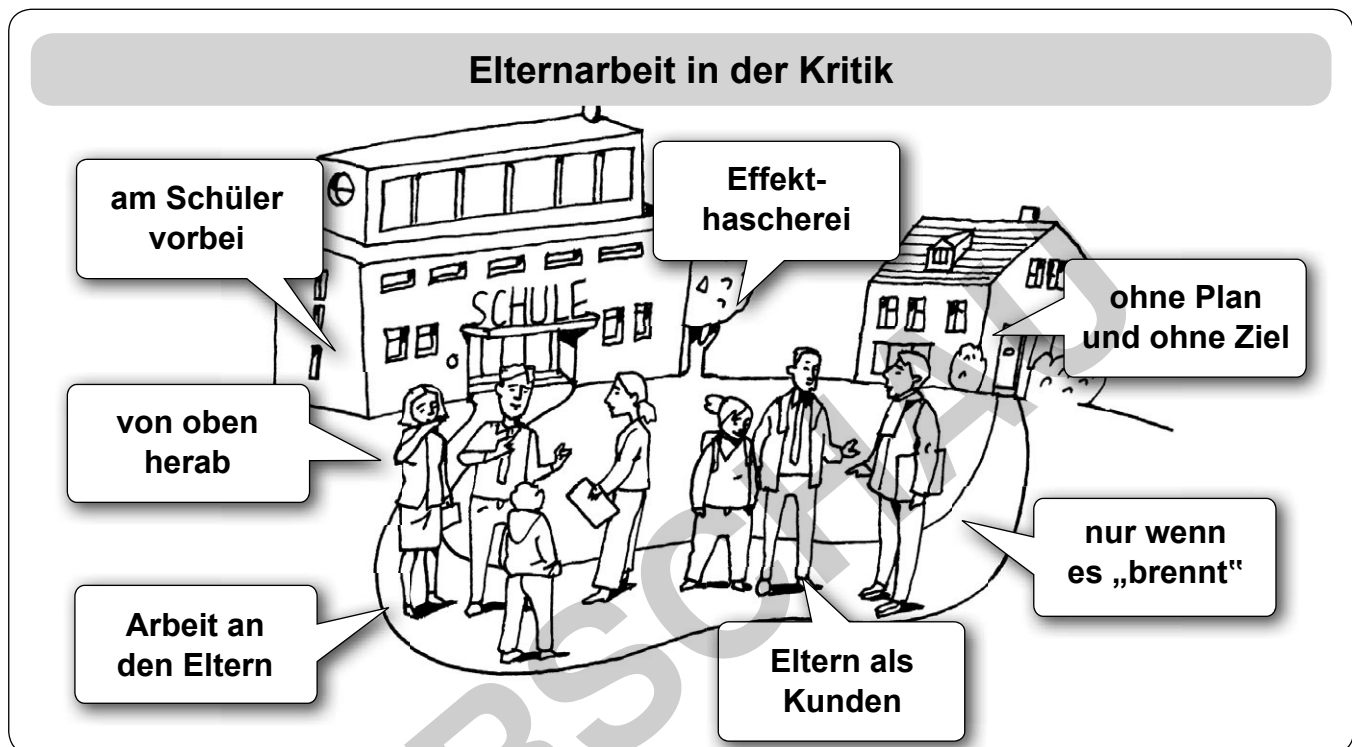 Elternarbeit in der Kritik
am Schüler
vorbei
Effekt-
hascherei
SCHULE
ohne Plan
und ohne Ziel
von oben
herab
nur wenn
es „brennt“
Arbeit an
den Eltern
Eltern als
Kunden
BSCHAU